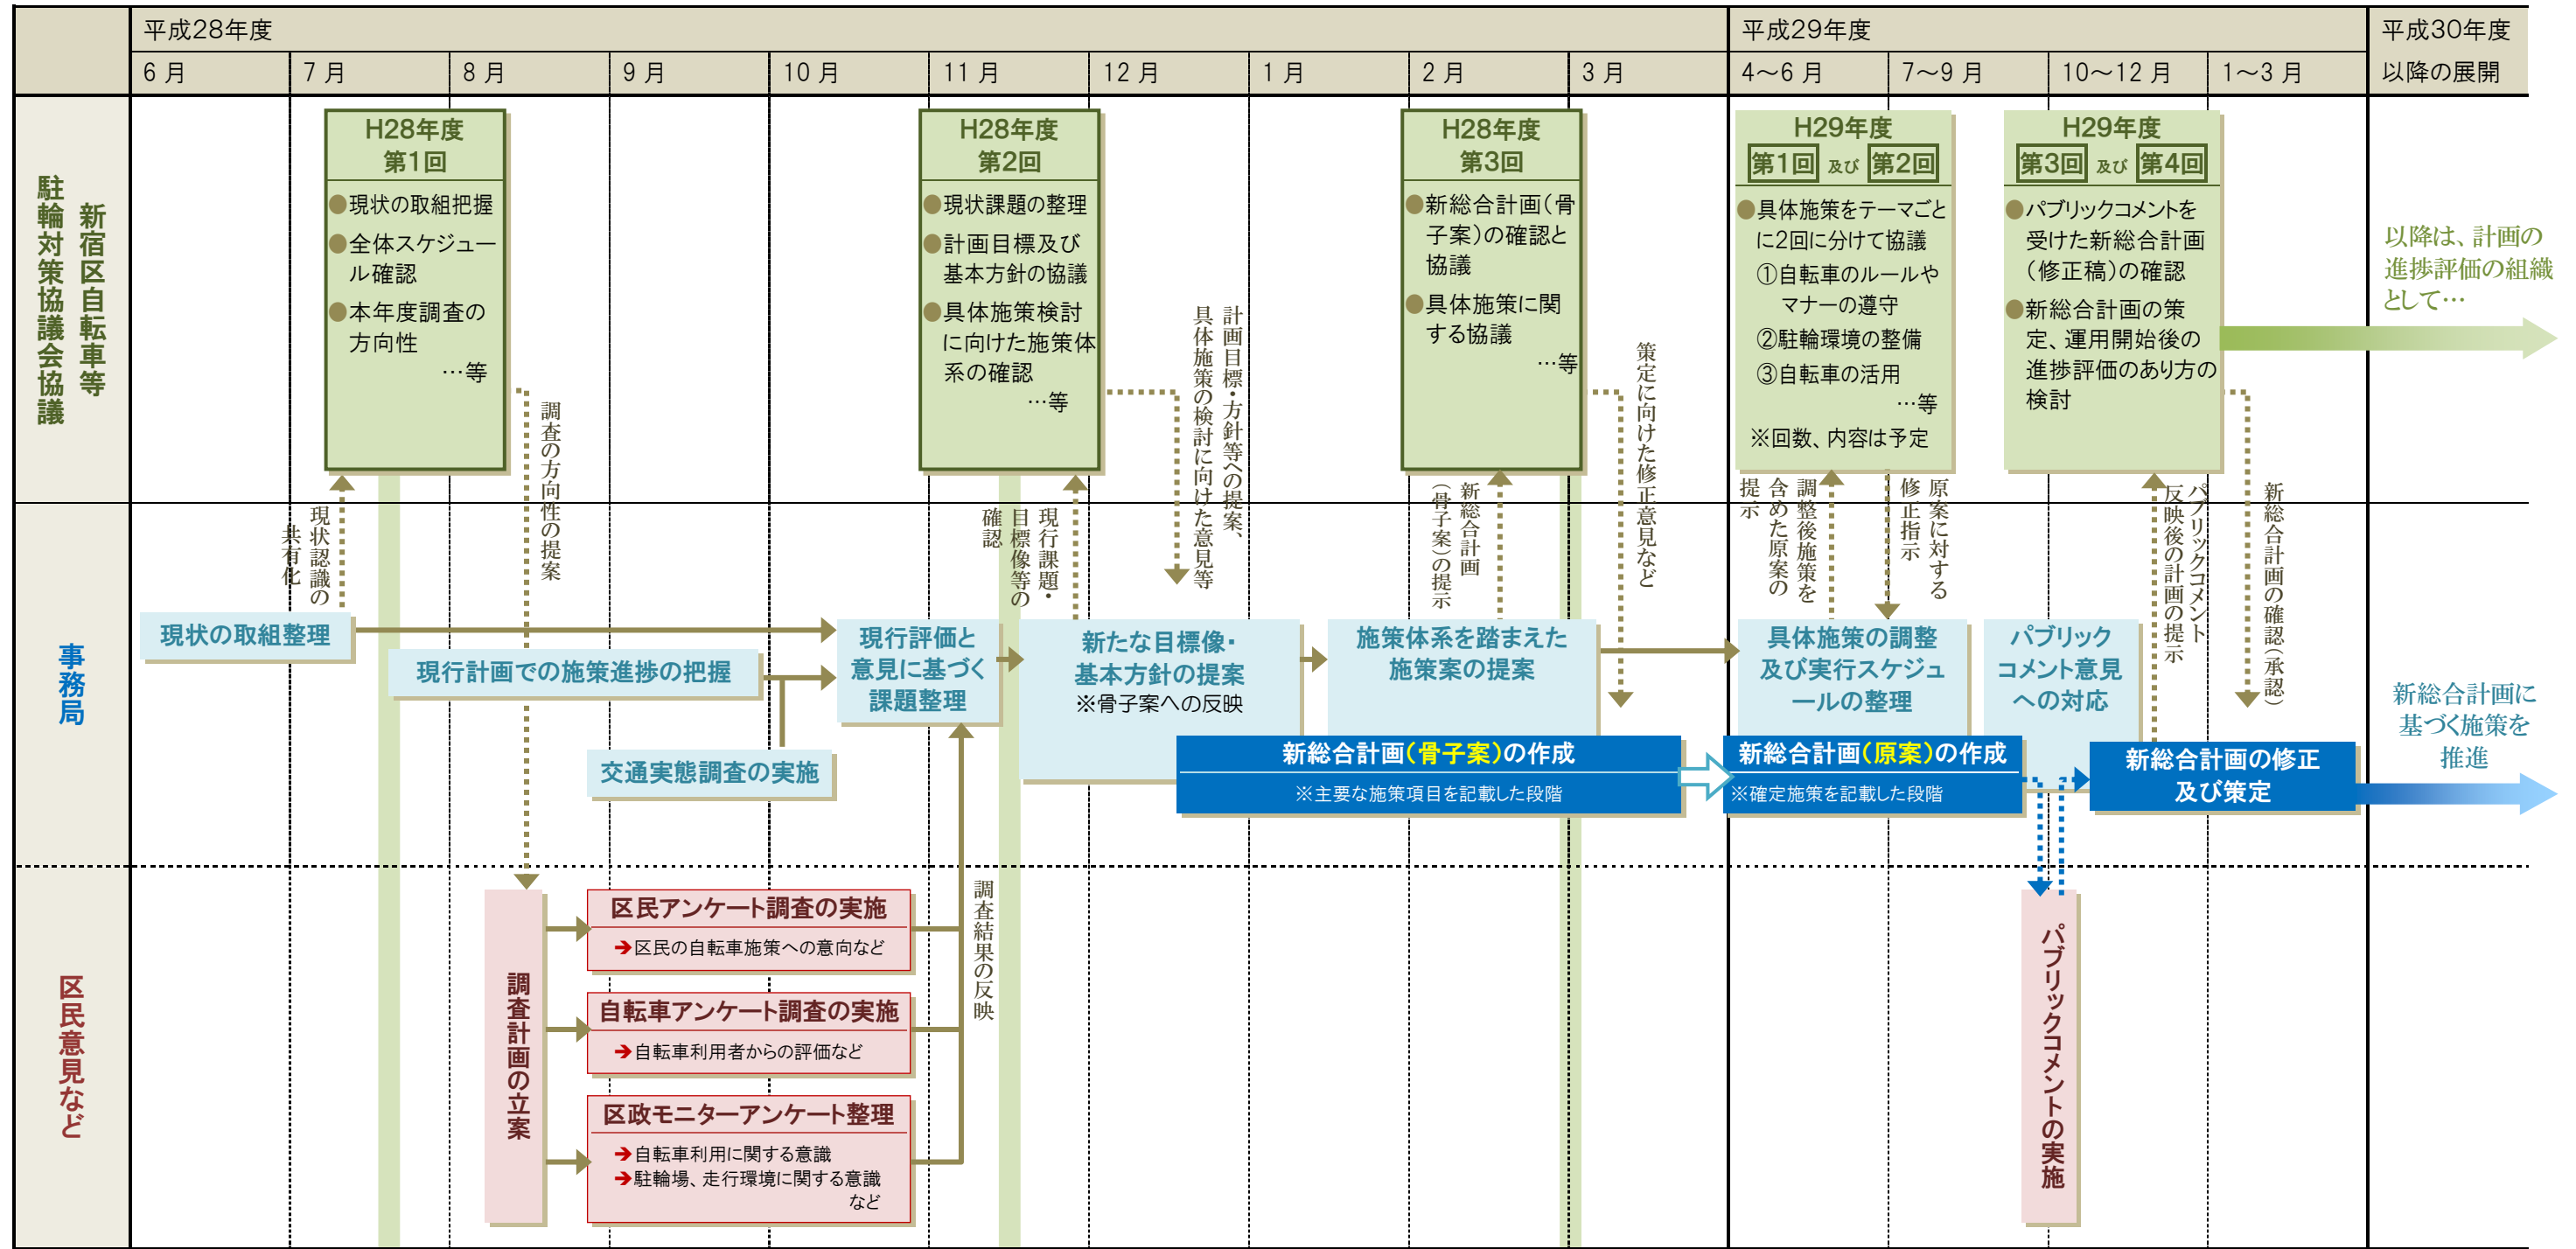 平成28年度
平成29年度
平成30年度
以降の展開
6 月
7 月
8 月
9 月
10 月
11 月
12 月
1 月
2 月
3 月
4～6 月
7～9 月
10～12 月
1～3 月
新宿区自転車等
駐輪対策協議会協議
H28年度
第1回
●現状の取組把握
●全体スケジュー
ル確認
●本年度調査の
方向性
…等
H28年度
第2回
●現状課題の整理
●計画目標及び
基本方針の協議
●具体施策検討
に向けた施策体
系の確認
…等
H28年度
第3回
●新総合計画（骨
子案）の確認と
協議
●具体施策に関
する協議
…等
H29年度
第1回 及び 第2回
●具体施策をテーマごと
に2回に分けて協議
①自転車のルールや
マナーの遵守
②駐輪環境の整備
③自転車の活用
…等
※回数、内容は予定
H29年度
第3回 及び 第4回
●パブリックコメントを
受けた新総合計画
（修正稿）の確認
●新総合計画の策
定、運用開始後の
進捗評価のあり方の
検討
以降は、計画の
進捗評価の組織
として…
現状認識の
共有化
調査の方向性の提案
現行課題・
目標像等の
確認
計画目標・方針等への提案、
具体施策の検討に向けた意見等
新総合計画
（骨子案）の提示
策定に向けた修正意見など
調整後施策を
含めた原案の
提示
原案に対する
修正指示
パブリックコメント
反映後の計画の提示
新総合計画の確認（承認）
事務局
現状の取組整理
現行計画での施策進捗の把握
交通実態調査の実施
現行評価と
意見に基づく
課題整理
新たな目標像・
基本方針の提案
※骨子案への反映
施策体系を踏まえた
施策案の提案
新総合計画（骨子案）の作成
※主要な施策項目を記載した段階
具体施策の調整
及び実行スケジュ
ールの整理
新総合計画（原案）の作成
※確定施策を記載した段階
パブリック
コメント意見
への対応
新総合計画の修正
及び策定
新総合計画に
基づく施策を
推進
区民意見など
調査計画の立案
区民アンケート調査の実施
➔区民の自転車施策への意向など
自転車アンケート調査の実施
➔自転車利用者からの評価など
区政モニターアンケート整理
➔自転車利用に関する意識
➔駐輪場、走行環境に関する意識
など
調査結果の反映
パブリックコメントの実施